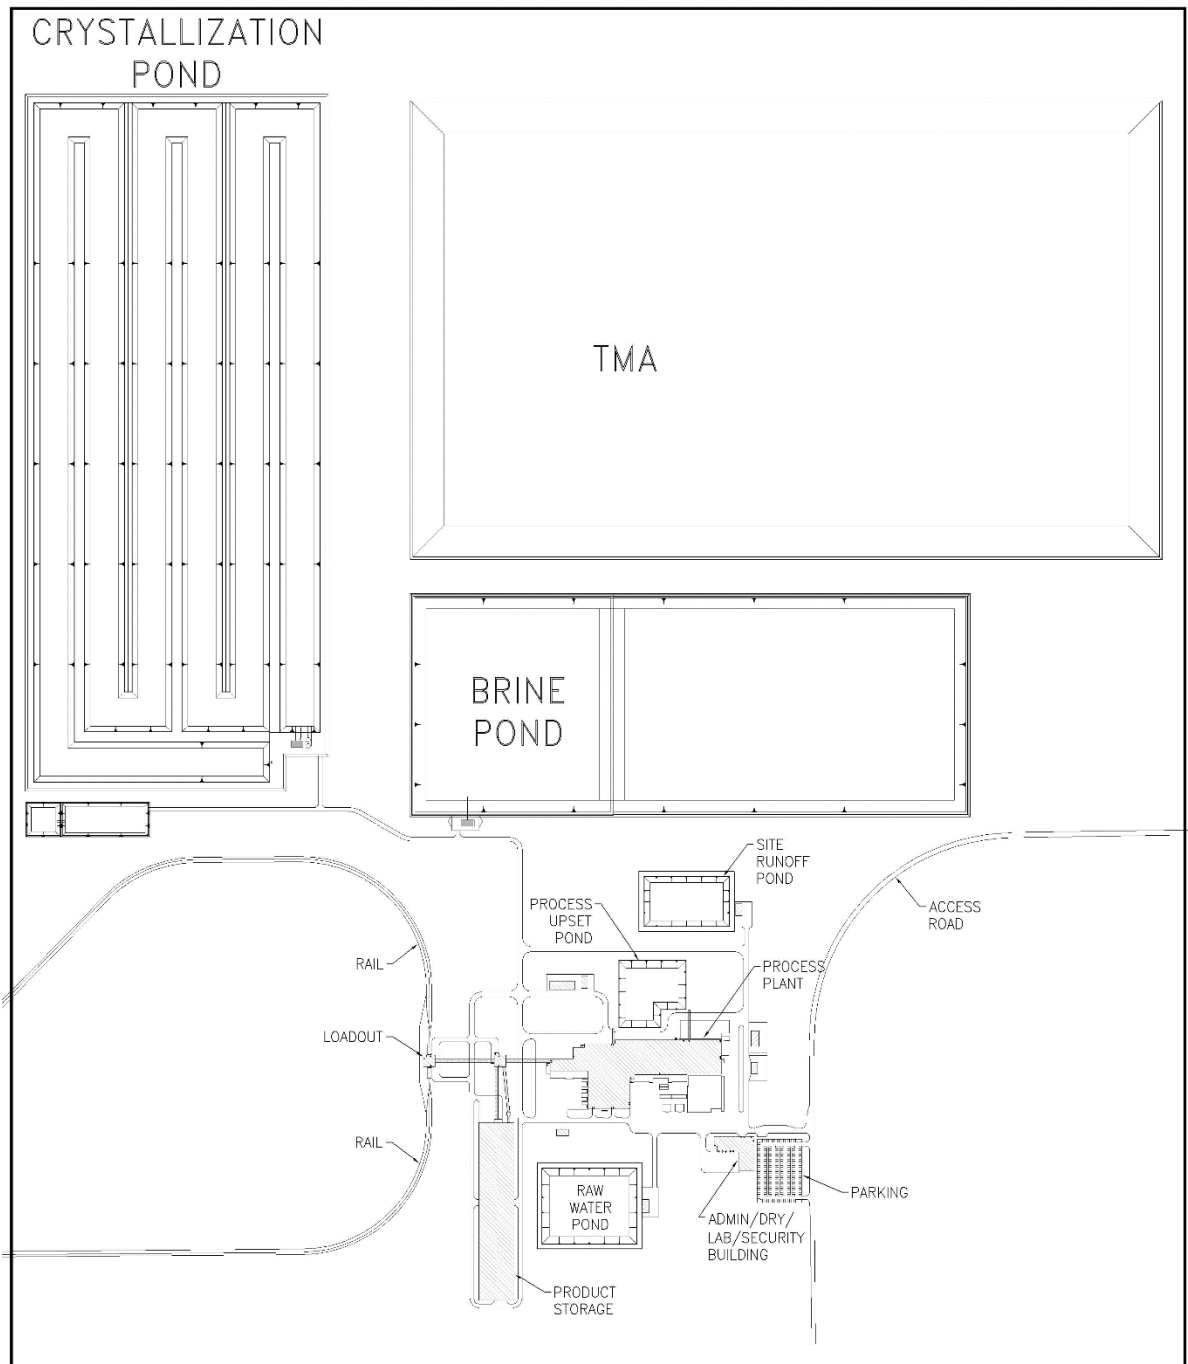 CRYSTALLIZATION
POND
TMA
BRINE
POND
SITE
RUNOFF
POND
PROCESS
UPSET
POND
ACCESS
ROAD
RAIL
PROCESS
PLANT
LOADOUT
RAIL
RAW
WATER
POND
PARKING
ADMIN/DRY/
LAB/SECURITY
BUILDING
PRODUCT
STORAGE